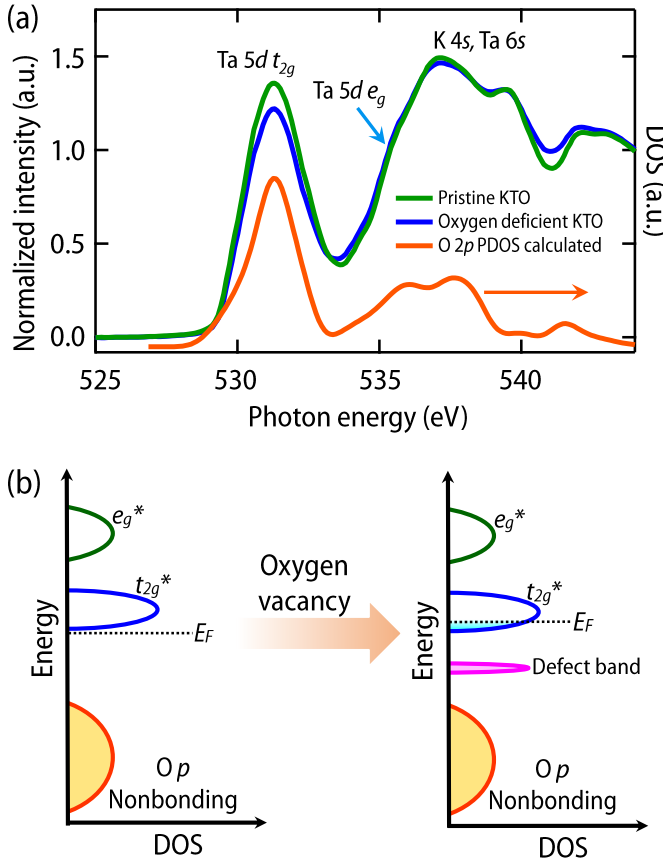 (a)
K 4s, Ta 6s
Ta 5d t2g
Ta 5d eg
Normalized intensity (a.u.)
DOS (a.u.)
1.5
1.0
0.5
0.0
Pristine KTO
Oxygen deficient KTO
O 2p PDOS calculated
525
530
535
540
Photon energy (eV)
(b)
Energy
eg*
t2g*
EF
O p
Nonbonding
DOS
Oxygen
vacancy
Energy
eg*
t2g*
EF
Defect band
O p
Nonbonding
DOS